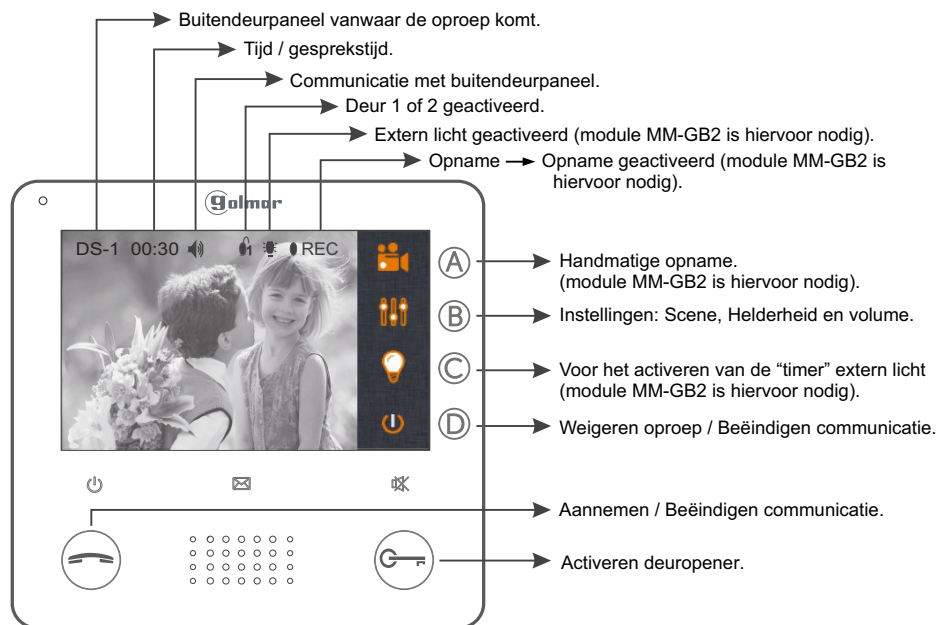 Buitendeurpaneel vanwaar de oproep komt.
Tijd / gesprekstijd.
Communicatie met buitendeurpaneel.
Deur 1 of 2 geactiveerd.
Extern licht geactiveerd (module MM-GB2 is hiervoor nodig).
Opname Opname geactiveerd (module MM-GB2 is
hiervoor nodig).
golmar
DS-1 00:30 1 REC
A
Handmatige opname.
(module MM-GB2 is hiervoor nodig).
B
Instellingen: Scene, Helderheid en volume.
C
Voor het activeren van de “timer” extern licht
(module MM-GB2 is hiervoor nodig).
D
Weigeren oproep / Beëindigen communicatie.
Aannemen / Beëindigen communicatie.
Activeren deuropener.